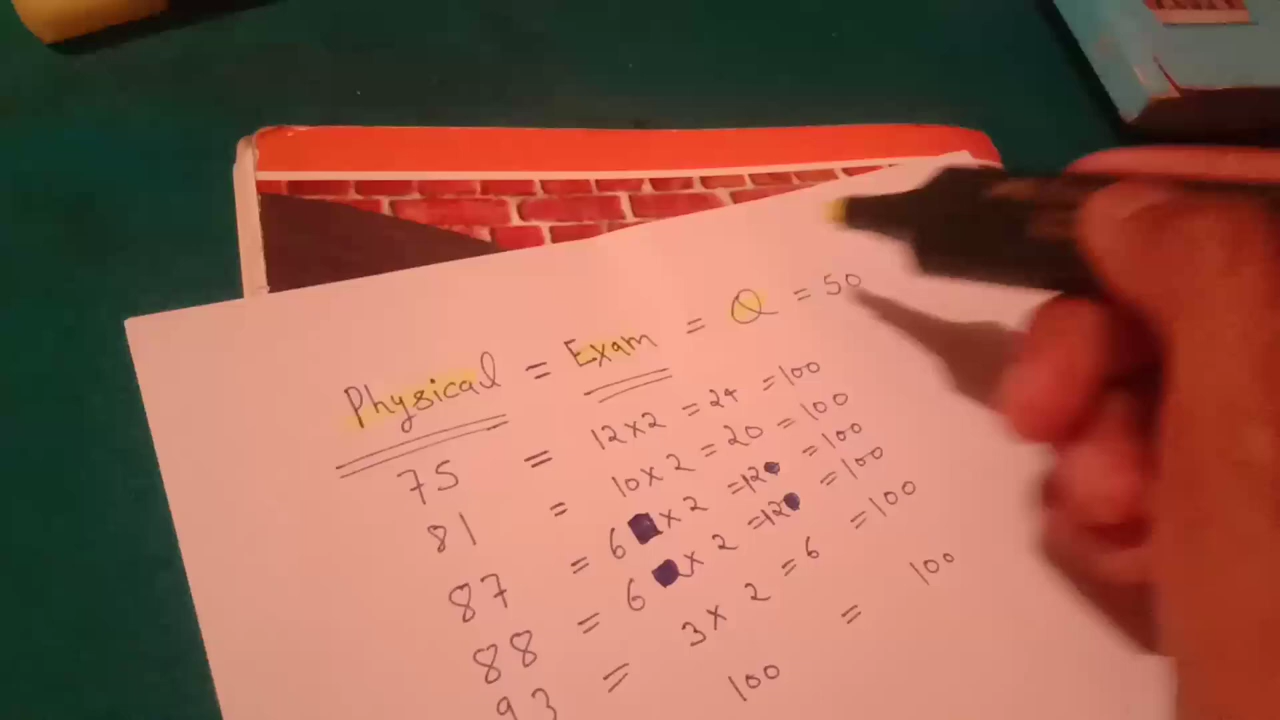 Physical = Exam = Q = 50
75 = 12x2 = 24 = 100
81 = 10x2 = 20 = 100
87 = 6 x 2 = 12 = 100
88 = 6 x 2 = 12 = 100
93 = 3 x 2 = 6 = 100
100 = 100